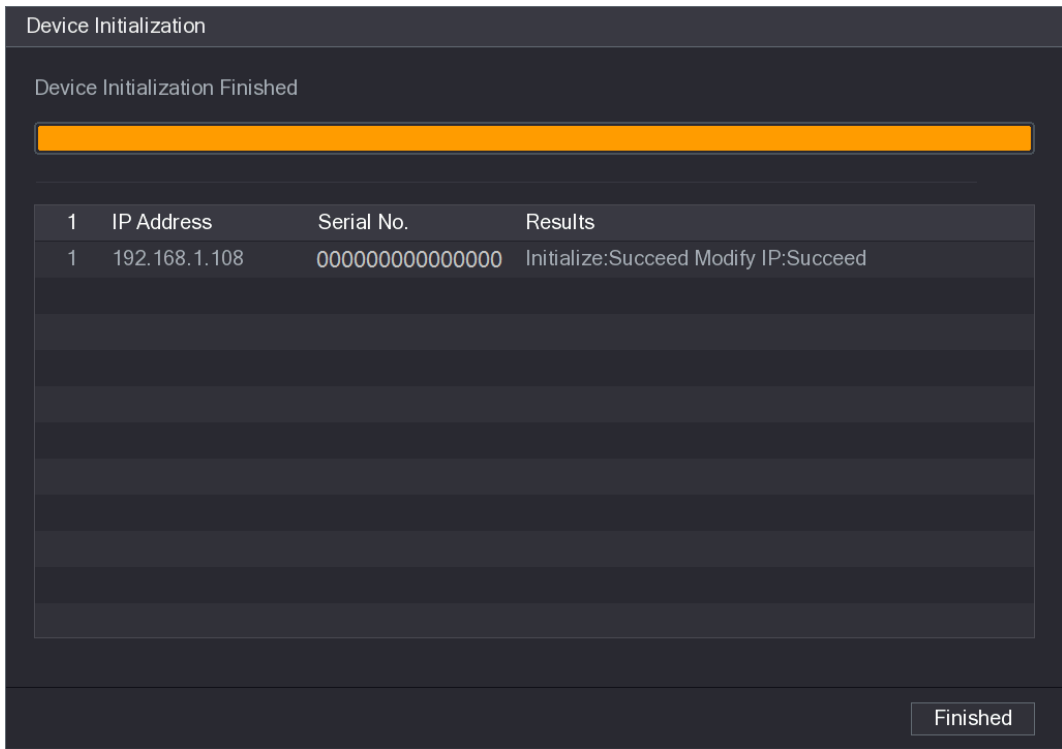 Device Initialization
Device Initialization Finished
1 IP Address Serial No. Results
1 192.168.1.108 000000000000000 Initialize:Succeed Modify IP:Succeed
Finished